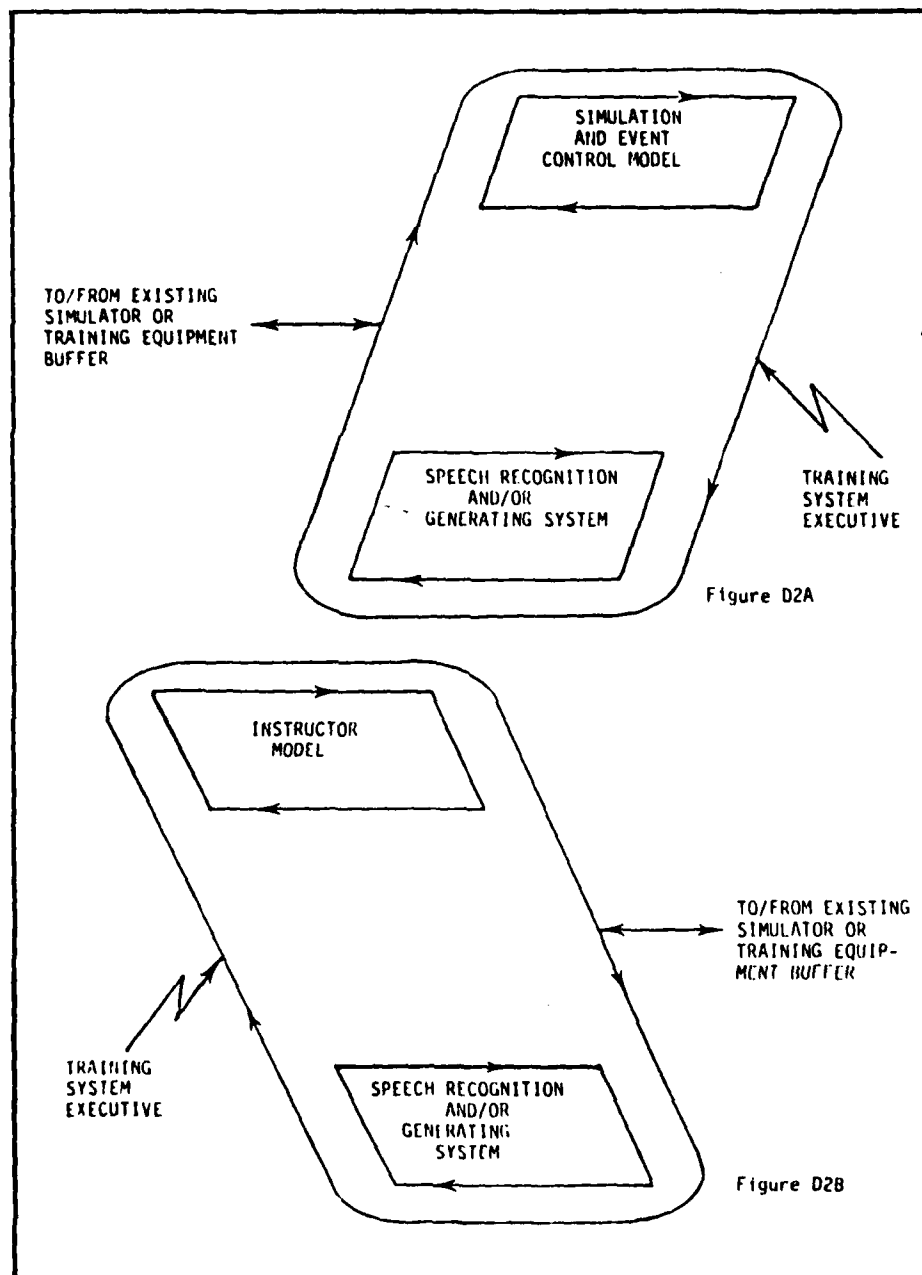 SIMULATION
AND EVENT
CONTROL MODEL
TO/FROM EXISTING
SIMULATOR OR
TRAINING EQUIPMENT
BUFFER
SPEECH RECOGNITION
AND/OR
GENERATING SYSTEM
TRAINING
SYSTEM
EXECUTIVE
Figure D2A
INSTRUCTOR
MODEL
TO/FROM EXISTING
SIMULATOR OR
TRAINING EQUIP-
MENT BUFFER
TRAINING
SYSTEM
EXECUTIVE
SPEECH RECOGNITION
AND/OR
GENERATING
SYSTEM
Figure D2B